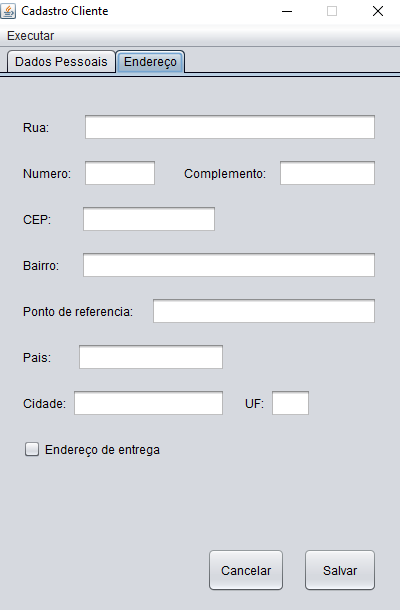 Cadastro Cliente
Executar
Dados Pessoais Endereço
Rua:
Numero: Complemento:
CEP:
Bairro:
Ponto de referencia:
Pais:
Cidade: UF:
Endereço de entrega
Cancelar Salvar